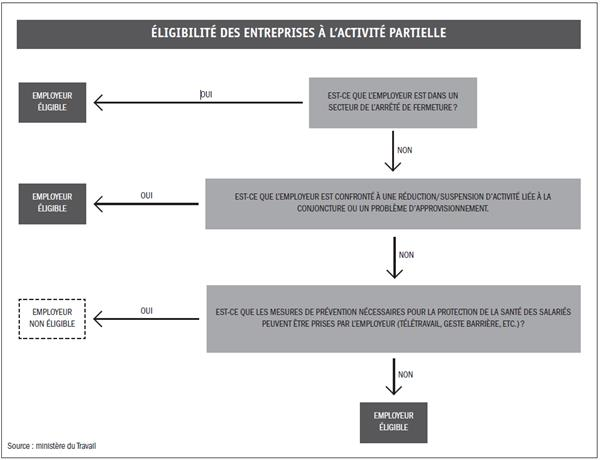 ÉLIGIBILITÉ DES ENTREPRISES À L'ACTIVITÉ PARTIELLE
EMPLOYEUR
ÉLIGIBLE
OUI
EST-CE QUE L'EMPLOYEUR EST DANS UN
SECTEUR DE L'ARRÊTÉ DE FERMETURE ?
NON
EMPLOYEUR
ÉLIGIBLE
OUI
EST-CE QUE L'EMPLOYEUR EST CONFRONTÉ À UNE RÉDUCTION/SUSPENSION D'ACTIVITÉ LIÉE À LA
CONJONCTURE OU UN PROBLÈME D'APPROVISIONNEMENT.
NON
EMPLOYEUR
NON ÉLIGIBLE
OUI
EST-CE QUE LES MESURES DE PRÉVENTION NÉCESSAIRES POUR LA PROTECTION DE LA SANTÉ DES SALARIÉS
PEUVENT ÊTRE PRISES PAR L'EMPLOYEUR (TÉLÉTRAVAIL, GESTE BARRIÈRE, ETC.) ?
NON
EMPLOYEUR
ÉLIGIBLE
Source : ministère du Travail